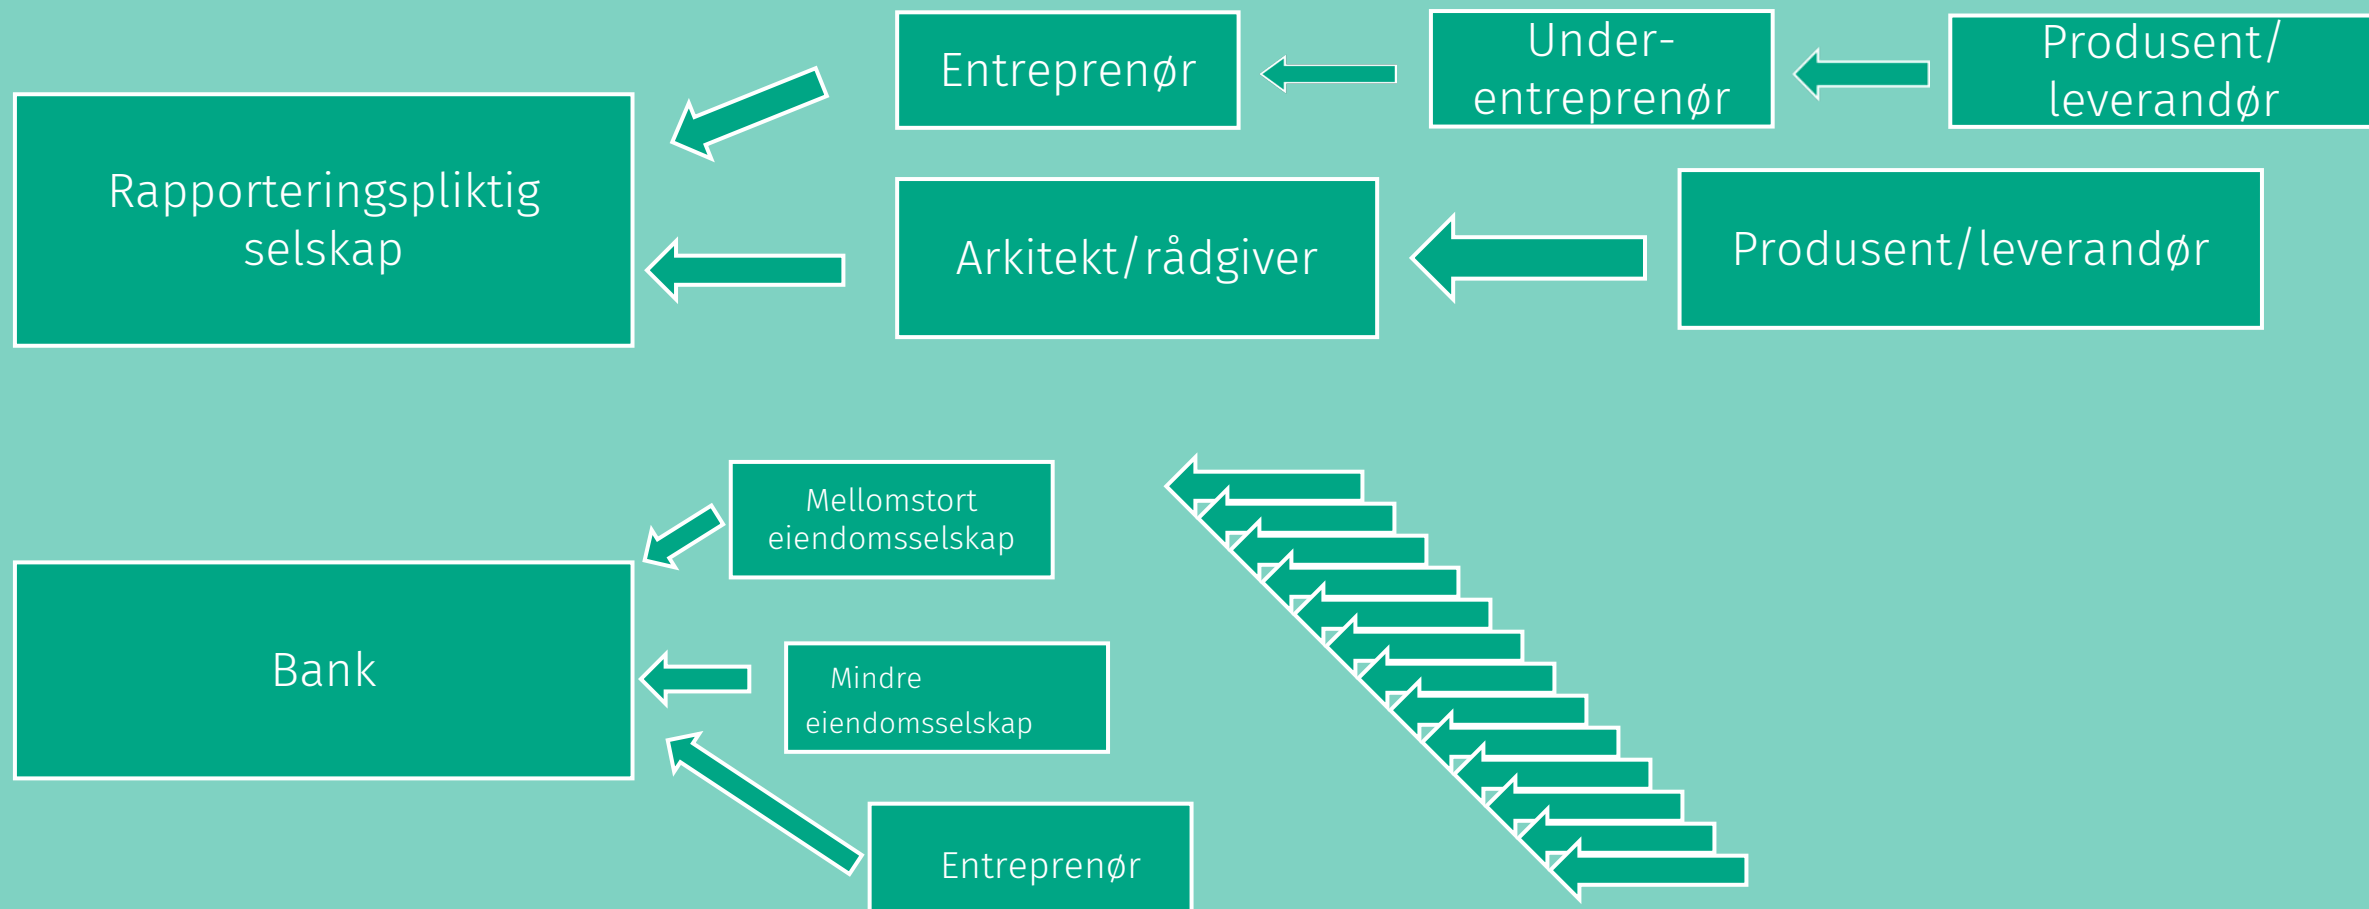 Entreprenør
Under-
entreprenør
Produsent/
leverandør
Rapporteringspliktig
selskap
Arkitekt/rådgiver
Produsent/leverandør
Mellomstort
eiendomsselskap
Bank
Mindre
eiendomsselskap
Entreprenør